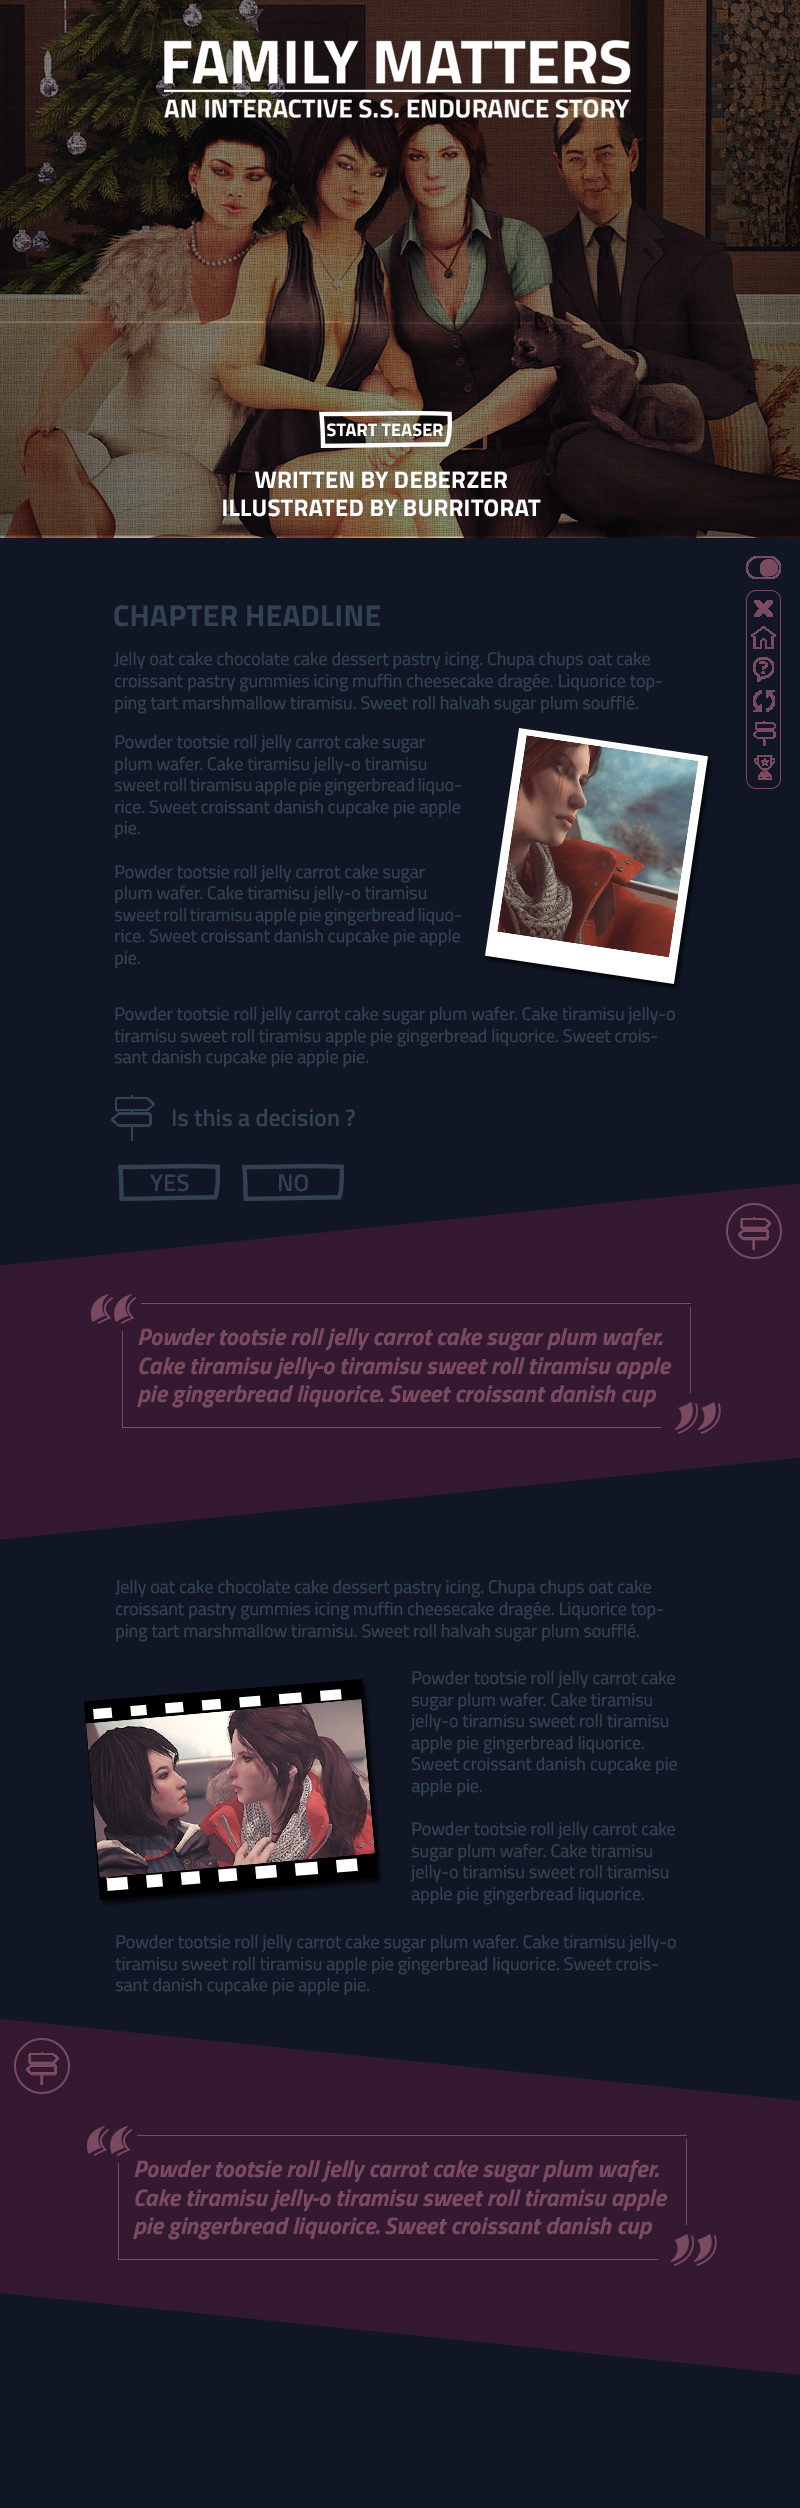 FAMILY MATTERS
AN INTERACTIVE S.S. ENDURANCE STORY
START TEASER
WRITTEN BY DEBERZER
ILLUSTRATED BY BURRITORAT
CHAPTER HEADLINE
Jelly oat cake chocolate cake dessert pastry icing. Chupa chups oat cake
croissant pastry gummies icing muffin cheesecake dragée. Liquorice top-
ping tart marshmallow tiramisu. Sweet roll halvah sugar plum soufflé.
Powder tootsie roll jelly carrot cake sugar
plum wafer. Cake tiramisu jelly-o tiramisu
sweet roll tiramisu apple pie gingerbread liquo-
rice. Sweet croissant danish cupcake pie apple
pie.
Powder tootsie roll jelly carrot cake sugar
plum wafer. Cake tiramisu jelly-o tiramisu
sweet roll tiramisu apple pie gingerbread liquo-
rice. Sweet croissant danish cupcake pie apple
pie.
Powder tootsie roll jelly carrot cake sugar plum wafer. Cake tiramisu jelly-o
tiramisu sweet roll tiramisu apple pie gingerbread liquorice. Sweet crois-
sant danish cupcake pie apple pie.
Is this a decision ?
YES NO
“Powder tootsie roll jelly carrot cake sugar plum wafer.
Cake tiramisu jelly-o tiramisu sweet roll tiramisu apple
pie gingerbread liquorice. Sweet croissant danish cup”
Jelly oat cake chocolate cake dessert pastry icing. Chupa chups oat cake
croissant pastry gummies icing muffin cheesecake dragée. Liquorice top-
ping tart marshmallow tiramisu. Sweet roll halvah sugar plum soufflé.
Powder tootsie roll jelly carrot cake
sugar plum wafer. Cake tiramisu
jelly-o tiramisu sweet roll tiramisu
apple pie gingerbread liquorice.
Sweet croissant danish cupcake pie
apple pie.
Powder tootsie roll jelly carrot cake
sugar plum wafer. Cake tiramisu
jelly-o tiramisu sweet roll tiramisu
apple pie gingerbread liquorice.
Powder tootsie roll jelly carrot cake sugar plum wafer. Cake tiramisu jelly-o
tiramisu sweet roll tiramisu apple pie gingerbread liquorice. Sweet crois-
sant danish cupcake pie apple pie.
“Powder tootsie roll jelly carrot cake sugar plum wafer.
Cake tiramisu jelly-o tiramisu sweet roll tiramisu apple
pie gingerbread liquorice. Sweet croissant danish cup”